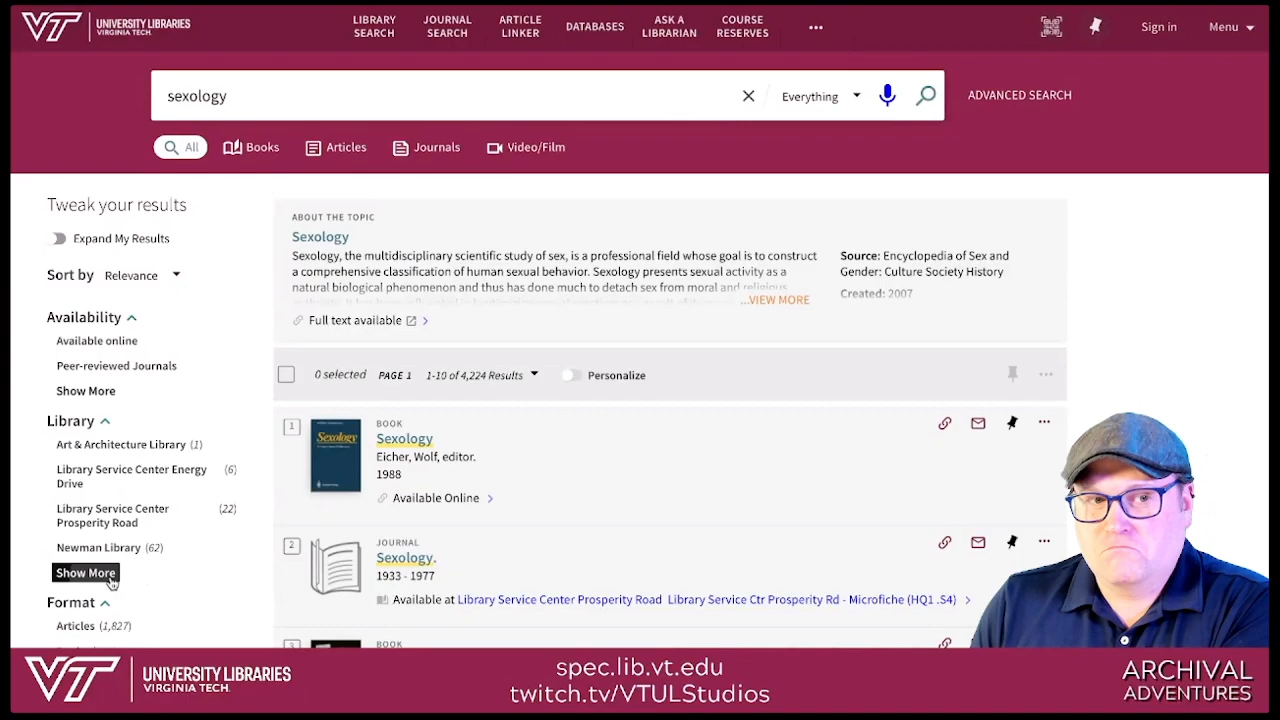 VT UNIVERSITY LIBRARIES VIRGINIA TECH.
LIBRARY SEARCH
JOURNAL SEARCH
ARTICLE LINKER
DATABASES
ASK A LIBRARIAN
COURSE RESERVES
Sign in
Menu
sexology
Everything
ADVANCED SEARCH
All
Books
Articles
Journals
Video/Film
Tweak your results
Expand My Results
Sort by Relevance
Availability
Available online
Peer-reviewed Journals
Show More
Library
Art & Architecture Library (1)
Library Service Center Energy (6)
Drive
Library Service Center (22)
Prosperity Road
Newman Library (62)
Show More
Format
Articles (1,827)
ABOUT THE TOPIC
Sexology
Sexology, the multidisciplinary scientific study of sex, is a professional field whose goal is to construct
a comprehensive classification of human sexual behavior. Sexology presents sexual activity as a
natural biological phenomenon and thus has done much to detach sex from moral and religious
...VIEW MORE
Full text available
Source: Encyclopedia of Sex and
Gender: Culture Society History
Created: 2007
0 selected PAGE 1 1-10 of 4,224 Results
Personalize
1
Sexology
BOOK
Sexology
Eicher, Wolf, editor.
1988
Available Online
2
JOURNAL
Sexology.
1933 - 1977
Available at Library Service Center Prosperity Road Library Service Ctr Prosperity Rd - Microfiche (HQ1 .S4)
3
BOOK
VT UNIVERSITY LIBRARIES
VIRGINIA TECH.
spec.lib.vt.edu
twitch.tv/VTULStudios
ARCHIVAL
ADVENTURES